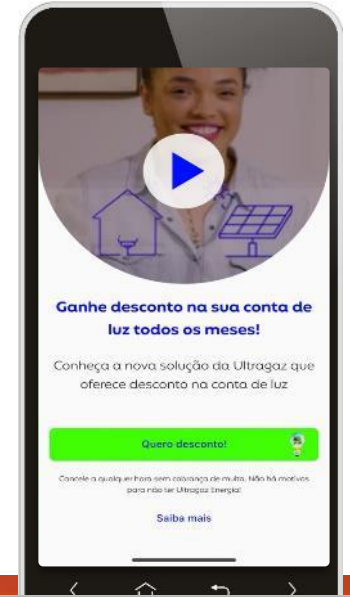 Ganhe desconto na sua conta de
luz todos os meses!
Conheça a nova solução da Ultragaz que
oferece desconto na conta de luz
Quero desconto!
Cancele a qualquer hora sem cobrança de multa. Não há motivos
para não ter Ultragaz Energia!
Saiba mais